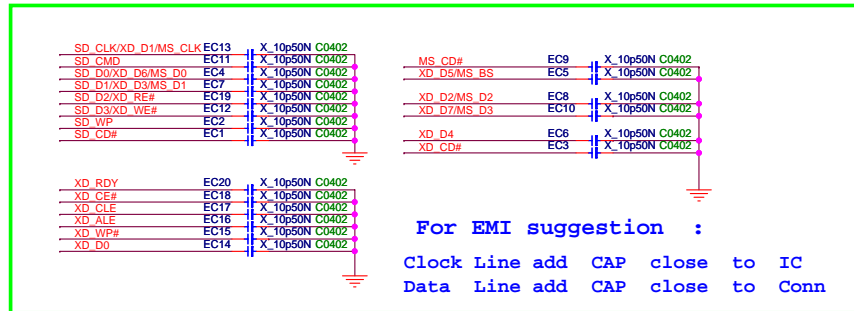 SD_CLK/XD_D1/MS_CLK EC13 X_10p50N C0402
SD_CMD EC11 X_10p50N C0402
SD_D0/XD_D6/MS_D0 EC4 X_10p50N C0402
SD_D1/XD_D3/MS_D1 EC7 X_10p50N C0402
SD_D2/XD_RE# EC19 X_10p50N C0402
SD_D3/XD_WE# EC12 X_10p50N C0402
SD_WP EC2 X_10p50N C0402
SD_CD# EC1 X_10p50N C0402
XD_RDY EC20 X_10p50N C0402
XD_CE# EC18 X_10p50N C0402
XD_CLE EC17 X_10p50N C0402
XD_ALE EC16 X_10p50N C0402
XD_WP# EC15 X_10p50N C0402
XD_D0 EC14 X_10p50N C0402
MS_CD# EC9 X_10p50N C0402
XD_D5/MS_BS EC5 X_10p50N C0402
XD_D2/MS_D2 EC8 X_10p50N C0402
XD_D7/MS_D3 EC10 X_10p50N C0402
XD_D4 EC6 X_10p50N C0402
XD_CD# EC3 X_10p50N C0402
For EMI suggestion :
Clock Line add CAP close to IC
Data Line add CAP close to Conn